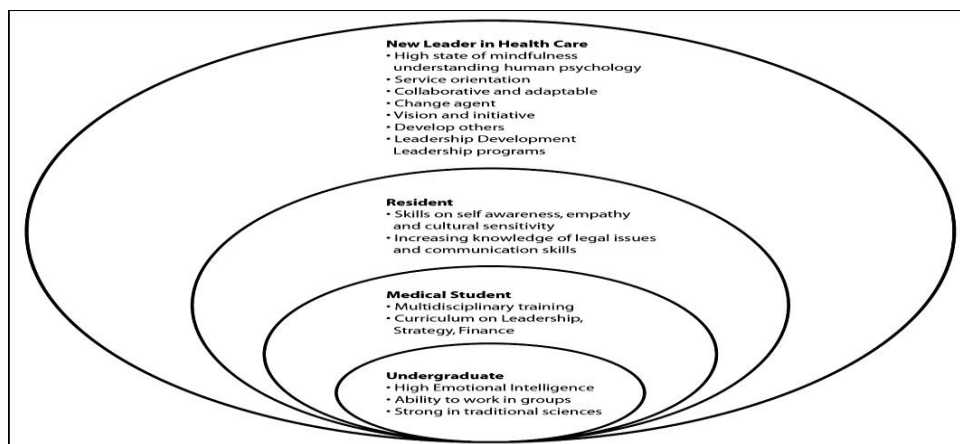 New Leader in Health Care
• High state of mindfulness
understanding human psychology
• Service orientation
• Collaborative and adaptable
• Change agent
• Vision and initiative
• Develop others
• Leadership Development
Leadership programs
Resident
• Skills on self awareness, empathy
and cultural sensitivity
• Increasing knowledge of legal issues
and communication skills
Medical Student
• Multidisciplinary training
• Curriculum on Leadership,
Strategy, Finance
Undergraduate
• High Emotional Intelligence
• Ability to work in groups
• Strong in traditional sciences